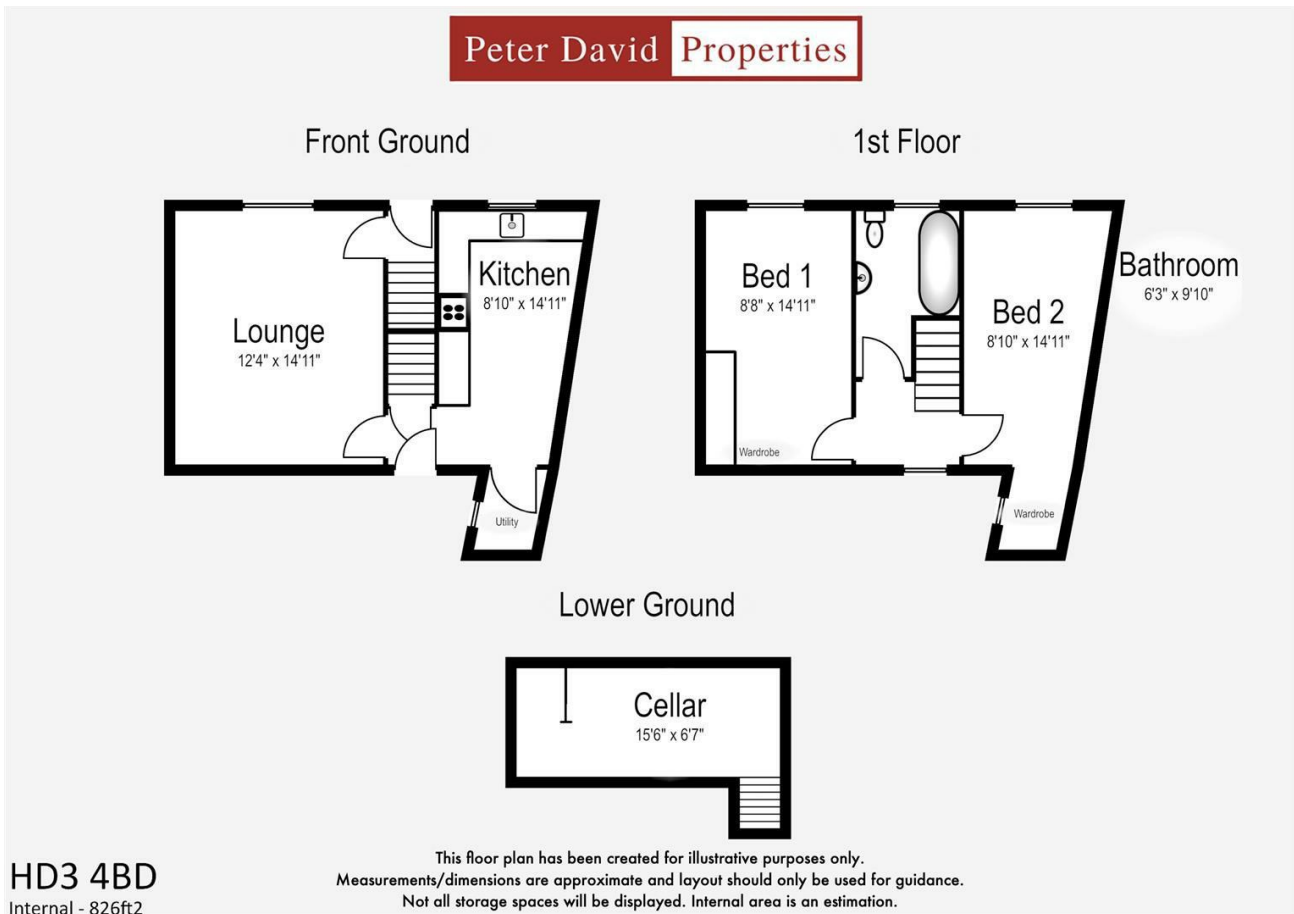 Peter David Properties
Front Ground
1st Floor
Lounge
12'4" x 14'11"
Kitchen
8'10" x 14'11"
Utility
Bed 1
8'8" x 14'11"
Wardrobe
Bed 2
8'10" x 14'11"
Wardrobe
Bathroom
6'3" x 9'10"
Lower Ground
Cellar
15'6" x 6'7"
HD3 4BD
Internal - 826ft2
This floor plan has been created for illustrative purposes only.
Measurements/dimensions are approximate and layout should only be used for guidance.
Not all storage spaces will be displayed. Internal area is an estimation.